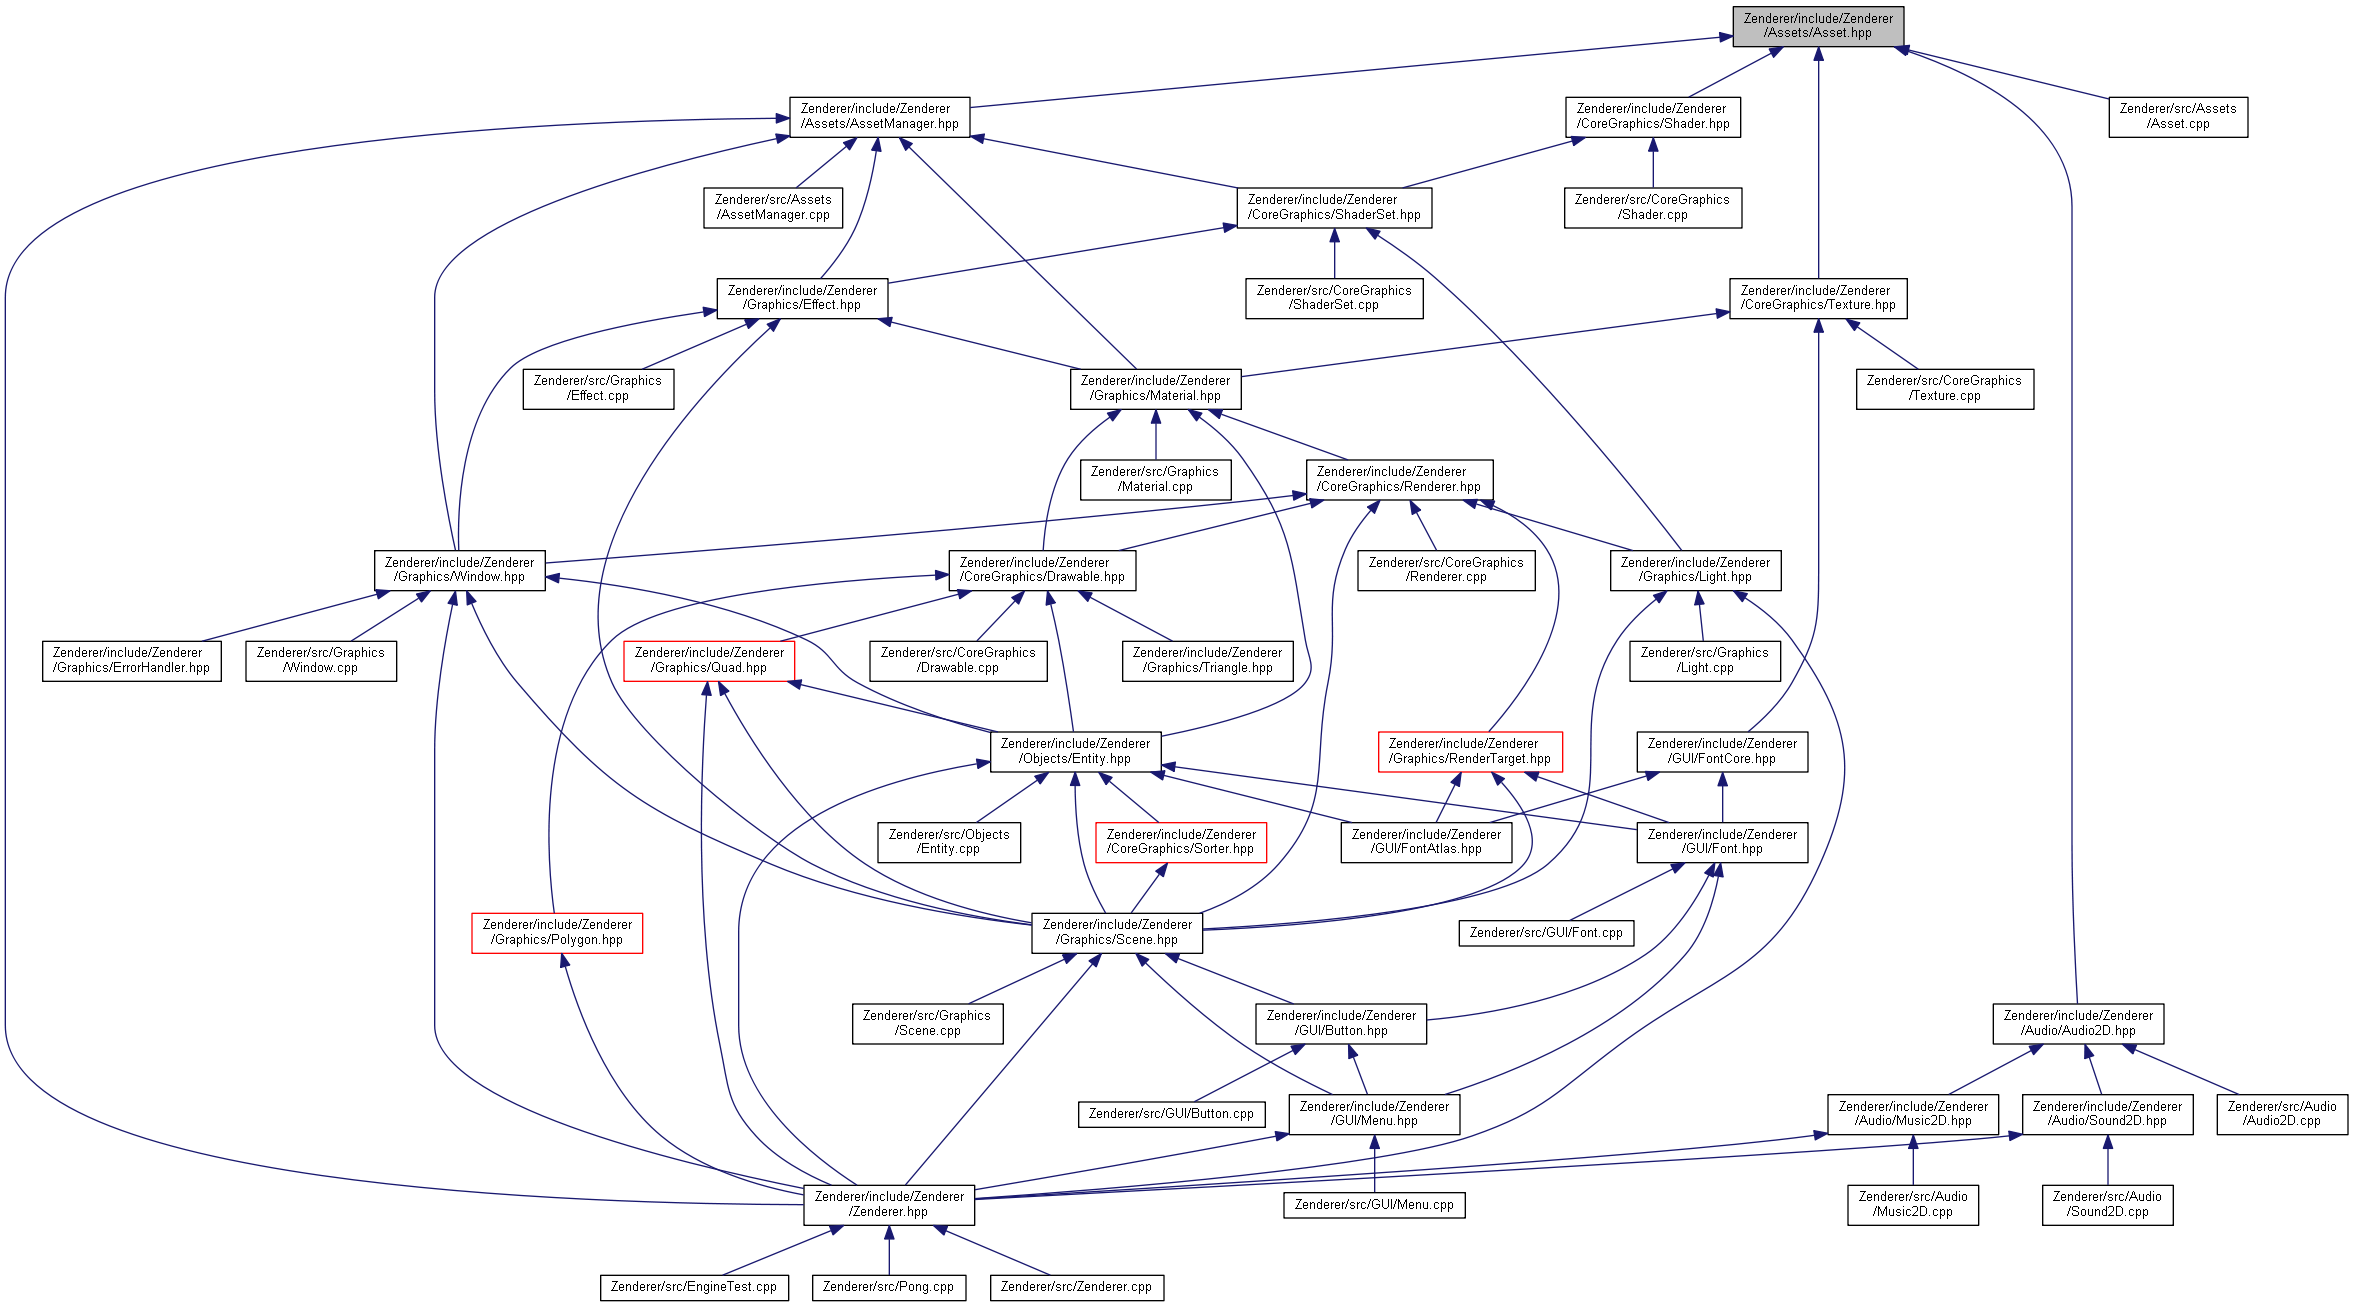 Zenderer/include/Zenderer
/Assets/Asset.hpp
Zenderer/include/Zenderer
/Assets/AssetManager.hpp
Zenderer/include/Zenderer
/CoreGraphics/Shader.hpp
Zenderer/src/Assets
/Asset.cpp
Zenderer/src/Assets
/AssetManager.cpp
Zenderer/include/Zenderer
/CoreGraphics/ShaderSet.hpp
Zenderer/src/CoreGraphics
/Shader.cpp
Zenderer/include/Zenderer
/Graphics/Effect.hpp
Zenderer/src/CoreGraphics
/ShaderSet.cpp
Zenderer/include/Zenderer
/CoreGraphics/Texture.hpp
Zenderer/src/Graphics
/Effect.cpp
Zenderer/include/Zenderer
/Graphics/Material.hpp
Zenderer/src/CoreGraphics
/Texture.cpp
Zenderer/src/Graphics
/Material.cpp
Zenderer/include/Zenderer
/CoreGraphics/Renderer.hpp
Zenderer/include/Zenderer
/Graphics/Window.hpp
Zenderer/include/Zenderer
/CoreGraphics/Drawable.hpp
Zenderer/src/CoreGraphics
/Renderer.cpp
Zenderer/include/Zenderer
/Graphics/Light.hpp
Zenderer/include/Zenderer
/Graphics/ErrorHandler.hpp
Zenderer/src/Graphics
/Window.cpp
Zenderer/include/Zenderer
/Graphics/Quad.hpp
Zenderer/src/CoreGraphics
/Drawable.cpp
Zenderer/include/Zenderer
/Graphics/Triangle.hpp
Zenderer/src/Graphics
/Light.cpp
Zenderer/include/Zenderer
/Objects/Entity.hpp
Zenderer/include/Zenderer
/Graphics/RenderTarget.hpp
Zenderer/include/Zenderer
/GUI/FontCore.hpp
Zenderer/src/Objects
/Entity.cpp
Zenderer/include/Zenderer
/CoreGraphics/Sorter.hpp
Zenderer/include/Zenderer
/GUI/FontAtlas.hpp
Zenderer/include/Zenderer
/GUI/Font.hpp
Zenderer/include/Zenderer
/Graphics/Polygon.hpp
Zenderer/include/Zenderer
/Graphics/Scene.hpp
Zenderer/src/GUI/Font.cpp
Zenderer/src/Graphics
/Scene.cpp
Zenderer/include/Zenderer
/GUI/Button.hpp
Zenderer/include/Zenderer
/Audio/Audio2D.hpp
Zenderer/src/GUI/Button.cpp
Zenderer/include/Zenderer
/GUI/Menu.hpp
Zenderer/include/Zenderer
/Audio/Music2D.hpp
Zenderer/include/Zenderer
/Audio/Sound2D.hpp
Zenderer/src/Audio
/Audio2D.cpp
Zenderer/include/Zenderer
/Zenderer.hpp
Zenderer/src/GUI/Menu.cpp
Zenderer/src/Audio
/Music2D.cpp
Zenderer/src/Audio
/Sound2D.cpp
Zenderer/src/EngineTest.cpp
Zenderer/src/Pong.cpp
Zenderer/src/Zenderer.cpp